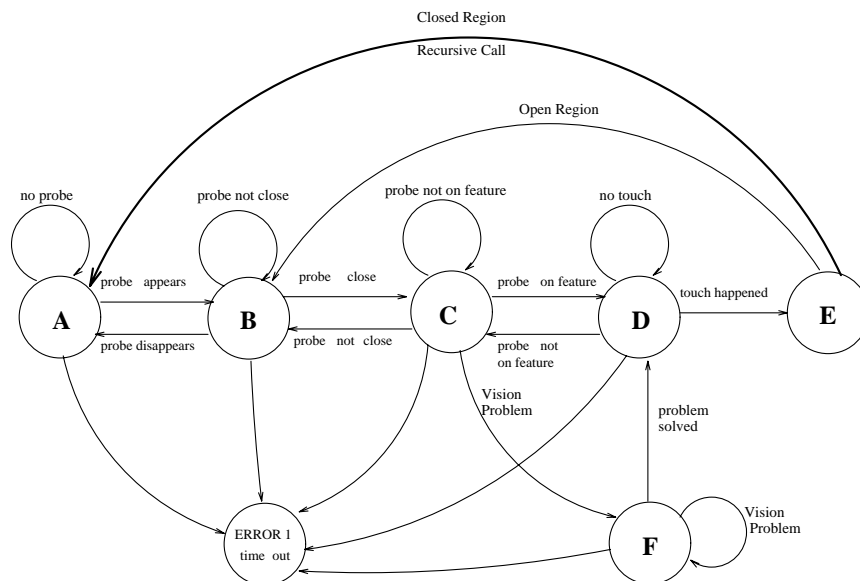 Closed Region
Recursive Call
Open Region
no probe
probe not close
probe not on feature
no touch
probe appears
probe close
probe on feature
touch happened
A
B
C
D
E
probe disappears
probe not close
probe not
on feature
Vision
Problem
problem
solved
ERROR 1
time out
F
Vision
Problem